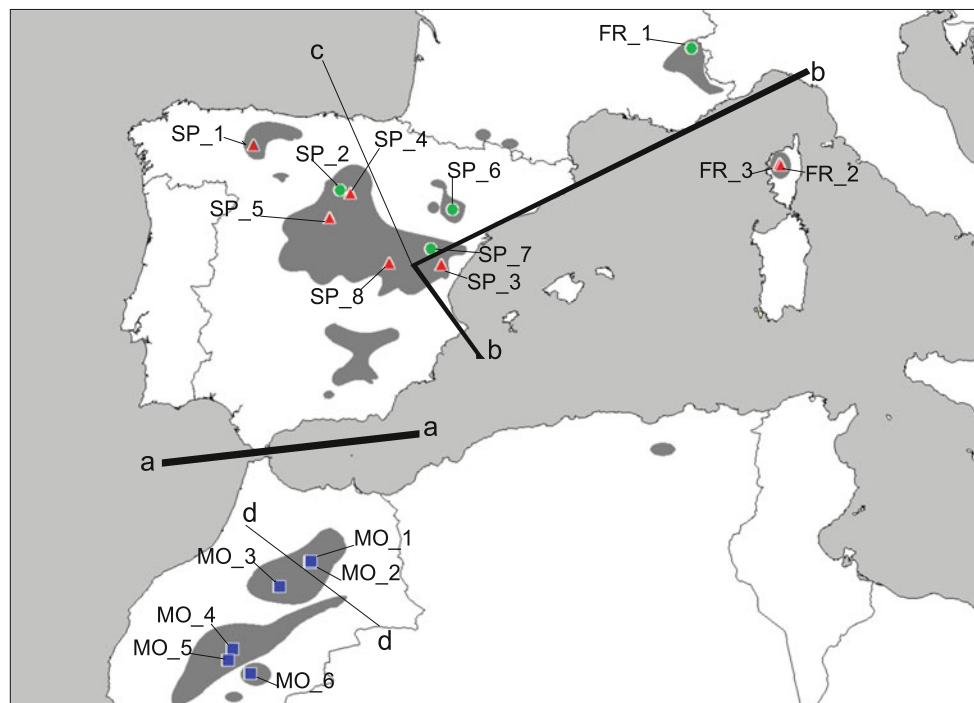 FR_1
c
b
SP_1
SP_4
SP_2
SP_6
FR_3
FR_2
SP_5
SP_7
SP_3
SP_8
b
a
a
d
MO_1
MO_3
MO_2
MO_4
d
MO_5
MO_6